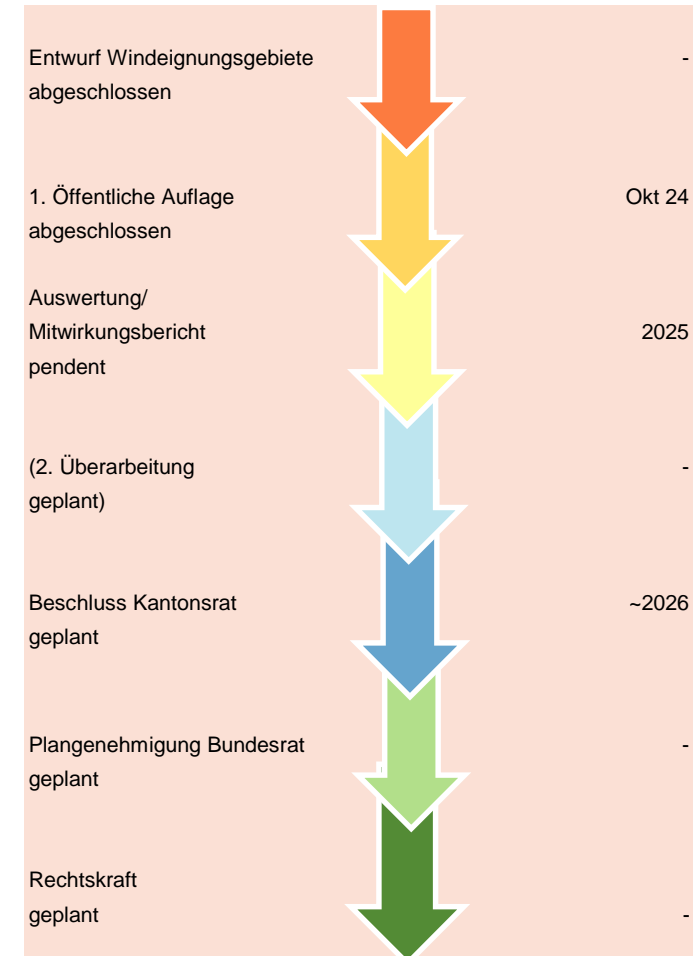 Entwurf Windeignungsgebiete -
abgeschlossen
1. Öffentliche Auflage Okt 24
abgeschlossen
Auswertung/
Mitwirkungsbericht 2025
pendent
(2. Überarbeitung -
geplant)
Beschluss Kantonsrat ~2026
geplant
Plangenehmigung Bundesrat -
geplant
Rechtskraft
geplant -